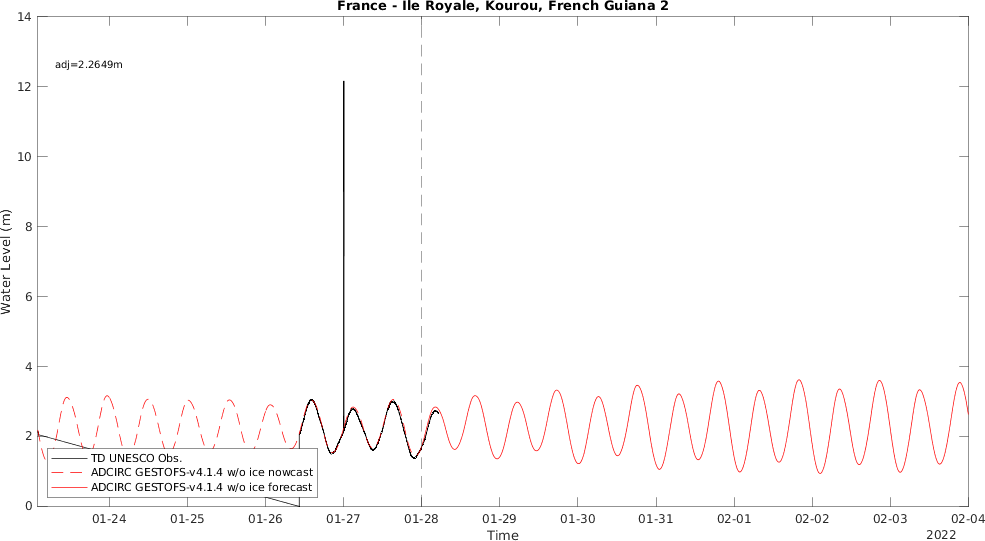 France - Ile Royale, Kourou, French Guiana 2
14
adj=2.2649m
12
10
8
Water Level (m)
6
4
2
TD UNESCO Obs.
ADCIRC GESTOFS-v4.1.4 w/o ice nowcast
ADCIRC GESTOFS-v4.1.4 w/o ice forecast
0
01-24 01-25 01-26 01-27 01-28 01-29 01-30 01-31 02-01 02-02 02-03 02-04
Time
2022